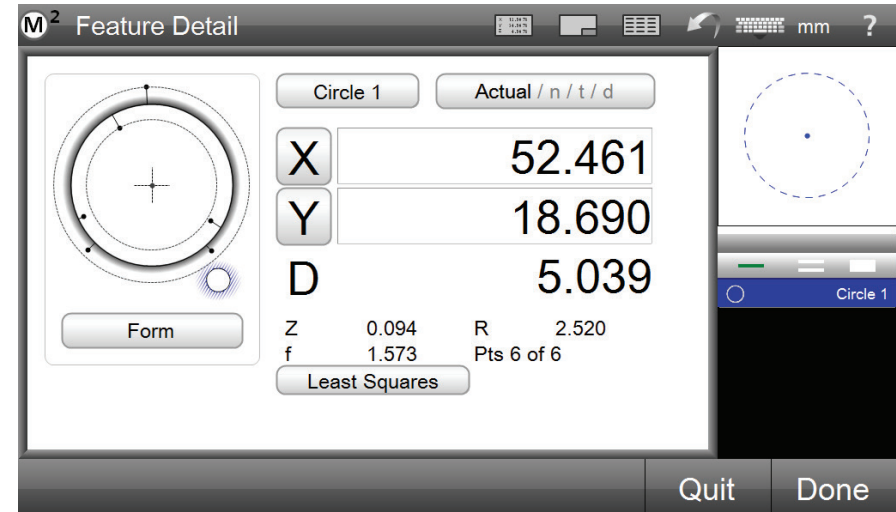 M² Feature Detail mm ?
Circle 1 Actual / n / t / d
X 52.461
Y 18.690
D 5.039
Z 0.094 R 2.520
f 1.573 Pts 6 of 6
Form
Least Squares
Circle 1
Quit Done